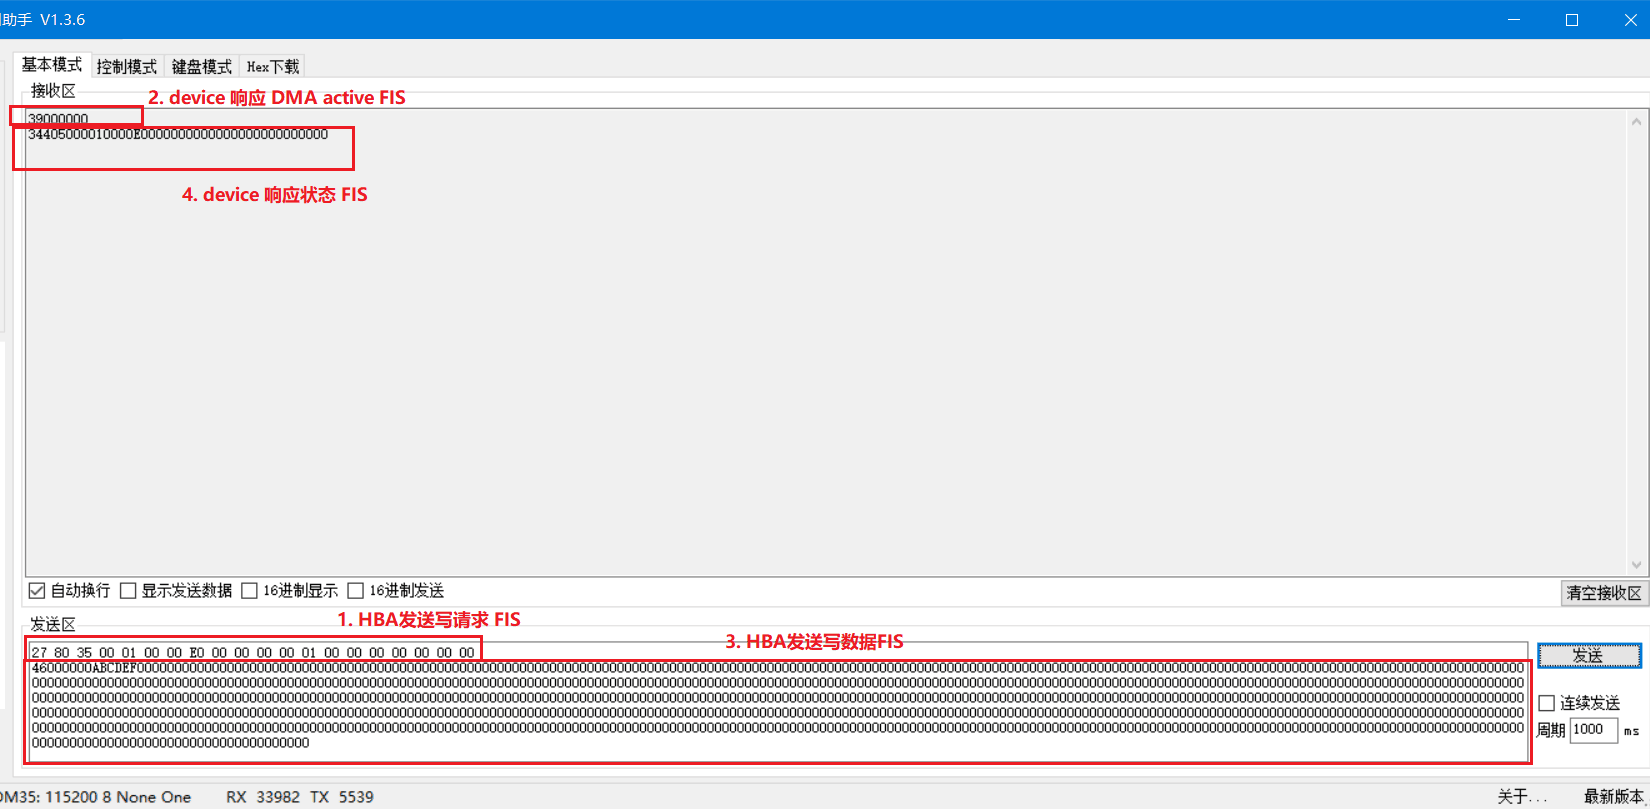 助手 V1.3.6
基本模式 控制模式 键盘模式 Hex下载
接收区
2. device 响应 DMA active FIS
39000000
34405000010000E0000000000000000000000000
4. device 响应状态 FIS
自动换行 显示发送数据 16进制显示 16进制发送
清空接收区
发送区
1. HBA发送写请求 FIS
3. HBA发送写数据FIS
27 80 35 00 01 00 00 E0 00 00 00 00 01 00 00 00 00 00 00 00
46000000ABCDEF00000000000000000000000000000000000000000000000000000000000000000000000000000000000000000000000000000000000000000000000000000000000000000000000000000000000000000000000000000000000000000
0000000000000000000000000000000000000000000000000000000000000000000000000000000000000000000000000000000000000000000000000000000000000000000000000000000000000000000000000000000000000000000000000000000
0000000000000000000000000000000000000000000000000000000000000000000000000000000000000000000000000000000000000000000000000000000000000000000000000000000000000000000000000000000000000000000000000000000
0000000000000000000000000000000000000000000000000000000000000000000000000000000000000000000000000000000000000000000000000000000000000000000000000000000000000000000000000000000000000000000000000000000
0000000000000000000000000000000000000000000000000000000000000000000000000000000000000000000000000000000000000000000000000000000000000000000000000000000000000000000000000000000000000000000000000000000
0000000000000000000000000000000000000
发送
连续发送
周期 1000 ms
OM35: 115200 8 None One RX 33982 TX 5539
关于... 最新版本